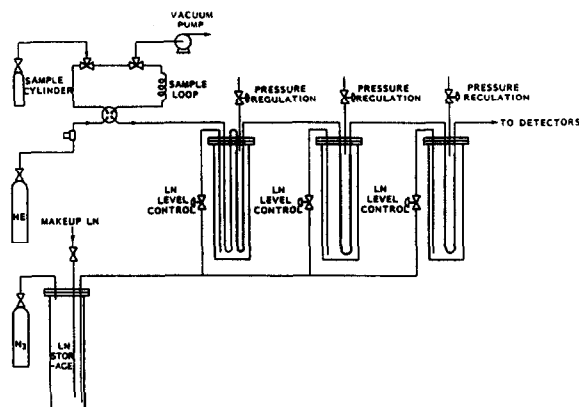 VACUUM
PUMP
SAMPLE
CYLINDER
SAMPLE
LOOP
PRESSURE
REGULATION
PRESSURE
REGULATION
PRESSURE
REGULATION
TO DETECTORS
HE
LN
LEVEL
CONTROL
LN
LEVEL
CONTROL
LN
LEVEL
CONTROL
MAKEUP LN
N2
LN
STOR-
-AGE